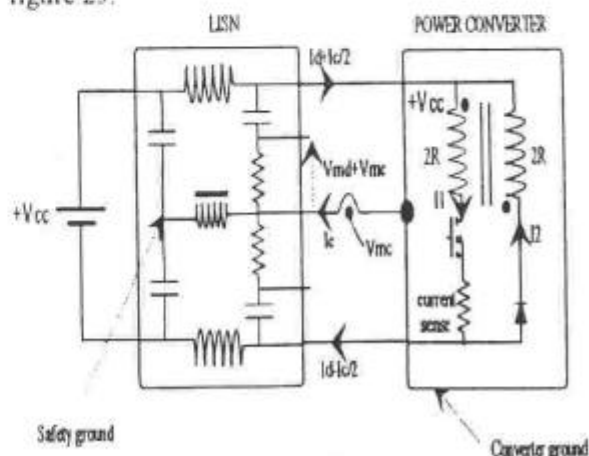 figure 25.
LISN
POWER CONVERTER
Id+Ic/2
+Vcc
2R
2R
Vmd+Vmc
I1
+Vcc
Ic
Vmc
I2
current
sense
Id-Ic/2
Safety ground
Converter ground